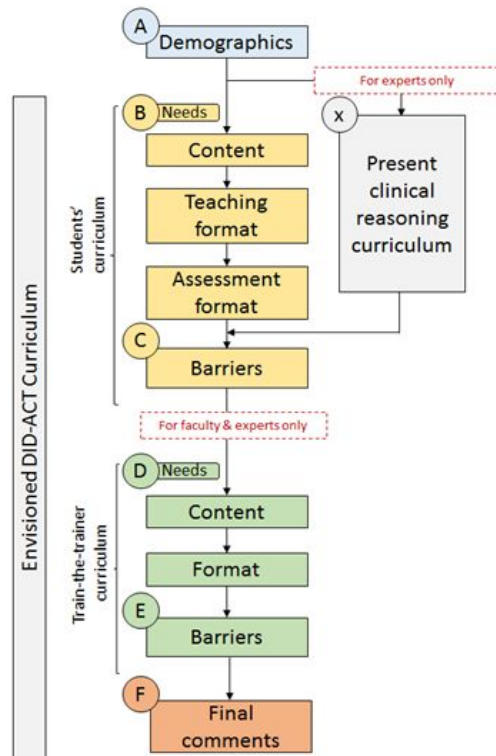 A
Demographics
For experts only
B
Needs
x
Content
Present
clinical
reasoning
curriculum
Teaching
format
Assessment
format
Students'
curriculum
C
Barriers
For faculty & experts only
D
Needs
Content
Format
E
Barriers
Train-the-trainer
curriculum
F
Final
comments
Envisioned DID-ACT Curriculum